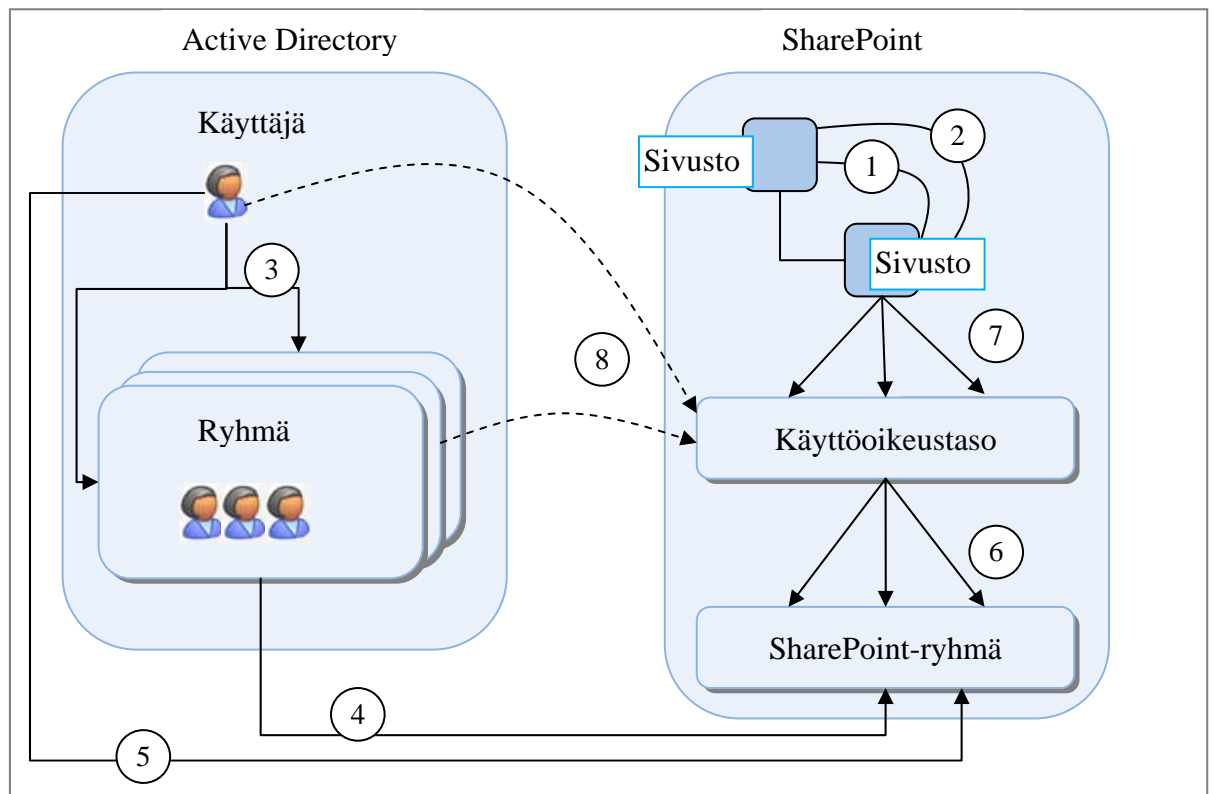 Active Directory
SharePoint
Käyttäjä
Sivusto
2
1
Sivusto
3
7
8
Ryhmä
Käyttöoikeustaso
6
SharePoint-ryhmä
4
5